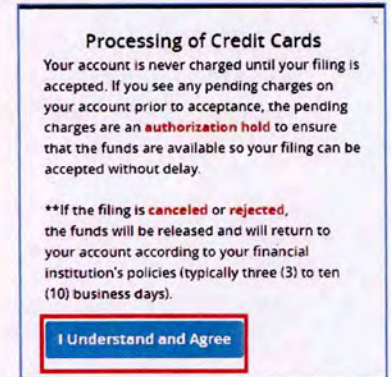 Processing of Credit Cards
Your account is never charged until your filing is
accepted. If you see any pending charges on
your account prior to acceptance, the pending
charges are an authorization hold to ensure
that the funds are available so your filing can be
accepted without delay.
**If the filing is canceled or rejected,
the funds will be released and will return to
your account according to your financial
institution's policies (typically three (3) to ten
(10) business days).
I Understand and Agree